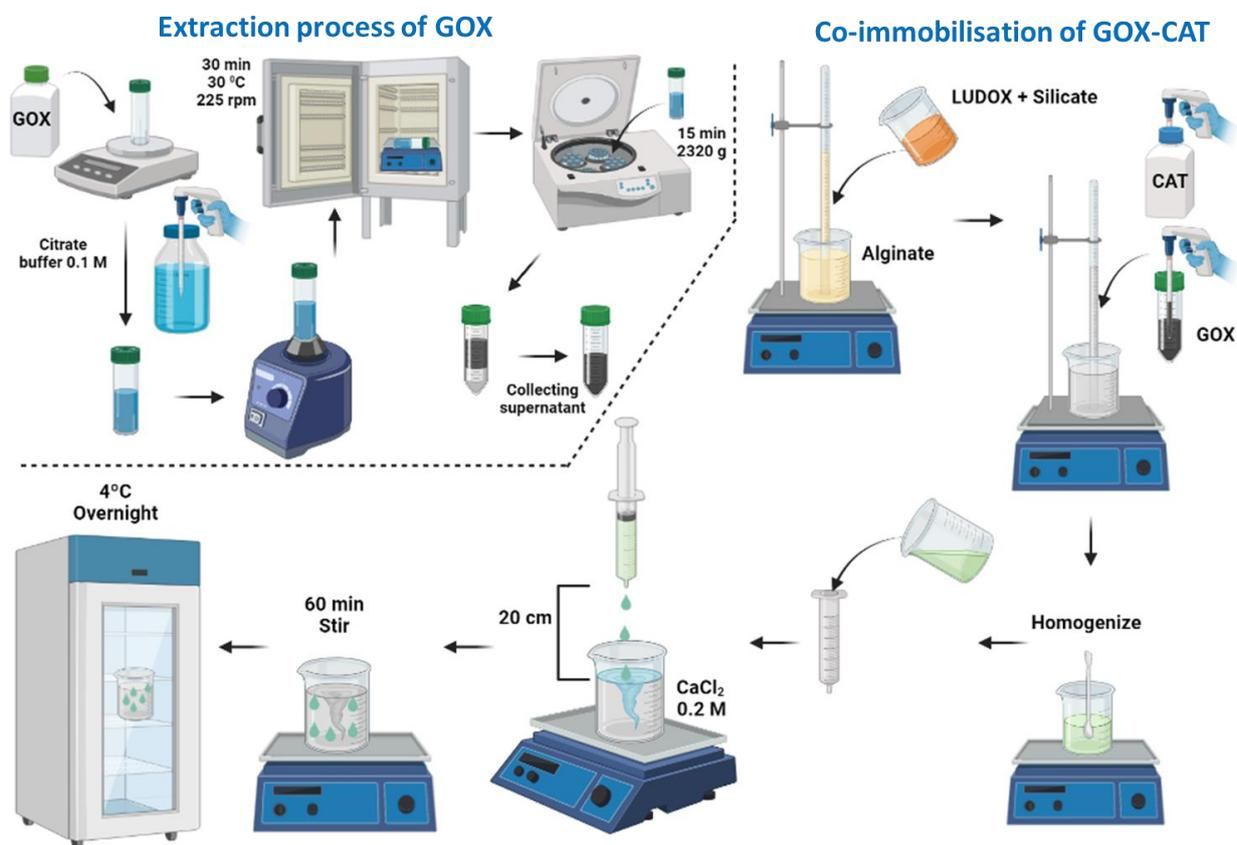 Extraction process of GOX
Co-immobilisation of GOX-CAT
GOX
30 min
30 ºC
225 rpm
15 min
2320 g
Citrate
buffer 0.1 M
Collecting
supernatant
LUDOX + Silicate
Alginate
CAT
GOX
Homogenize
20 cm
CaCl₂
0.2 M
60 min
Stir
4ºC
Overnight